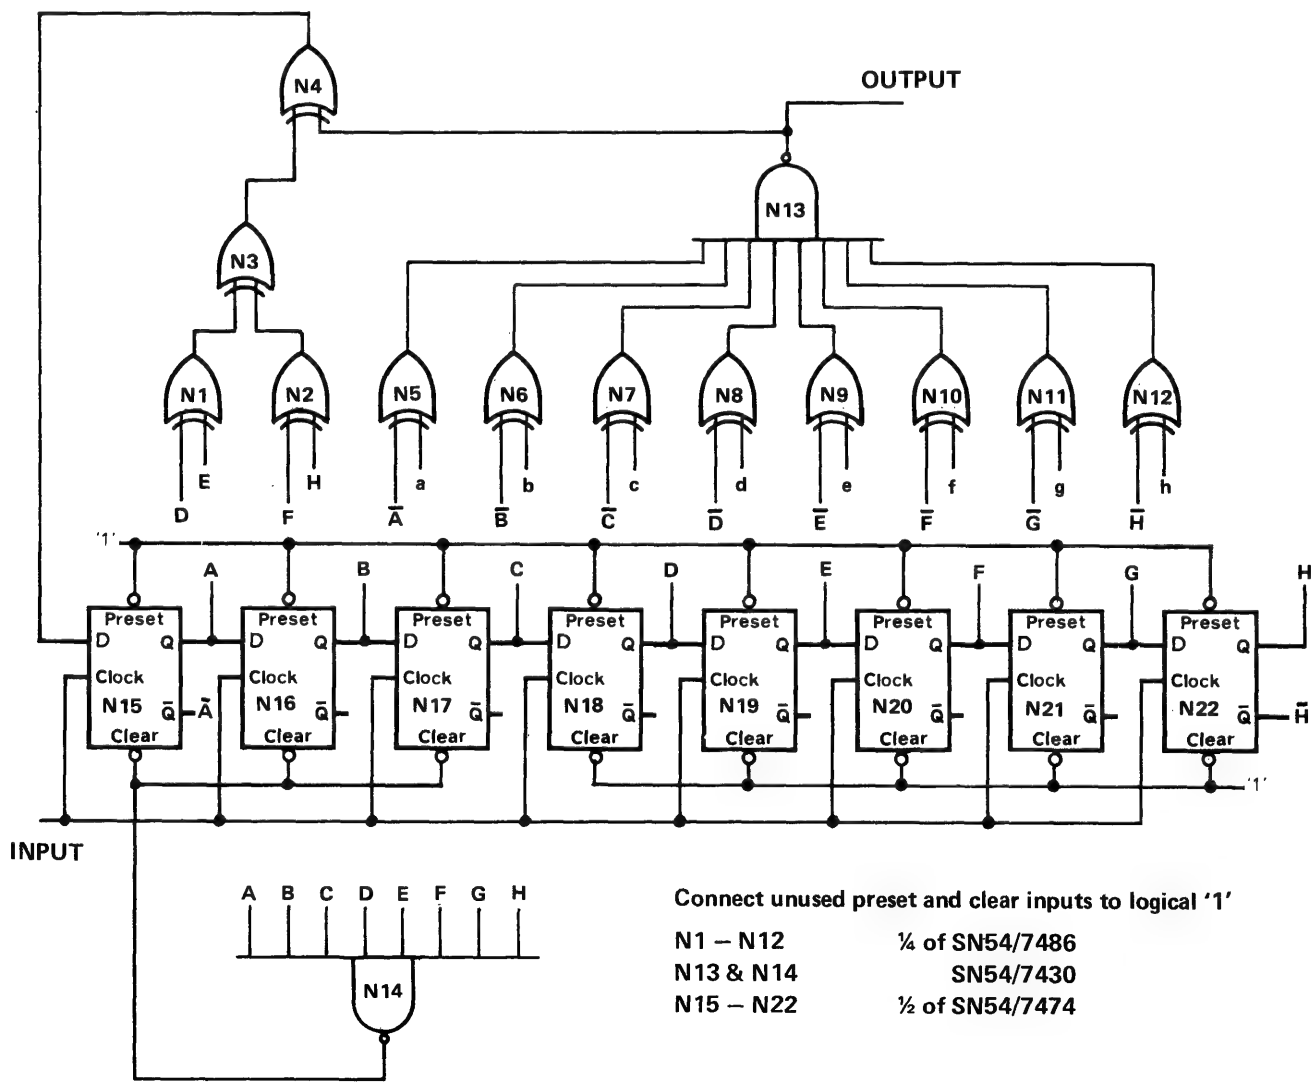 N4
OUTPUT
N13
N3
N1 N2 N5 N6 N7 N8 N9 N10 N11 N12
E H a b c d e f g h
D F A̅ B̅ C̅ D̅ E̅ F̅ G̅ H̅
'1'
A B C D E F G H
Preset Preset Preset Preset Preset Preset Preset Preset
D Q D Q D Q D Q D Q D Q D Q D Q
Clock Clock Clock Clock Clock Clock Clock Clock
N15 Q̅ A̅ N16 Q̅ N17 Q̅ N18 Q̅ N19 Q̅ N20 Q̅ N21 Q̅ N22 Q̅ H̅
Clear Clear Clear Clear Clear Clear Clear Clear
'1'
INPUT
A B C D E F G H
N14
Connect unused preset and clear inputs to logical '1'
N1 – N12 ¼ of SN54/7486
N13 & N14 SN54/7430
N15 – N22 ½ of SN54/7474